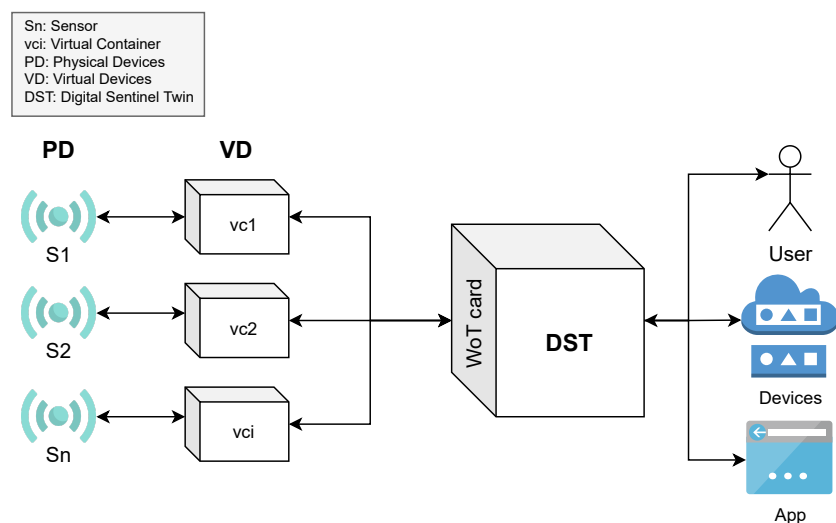 Sn: Sensor
vci: Virtual Container
PD: Physical Devices
VD: Virtual Devices
DST: Digital Sentinel Twin
PD
VD
S1
vc1
S2
vc2
Sn
vci
WoT card
DST
User
Devices
App